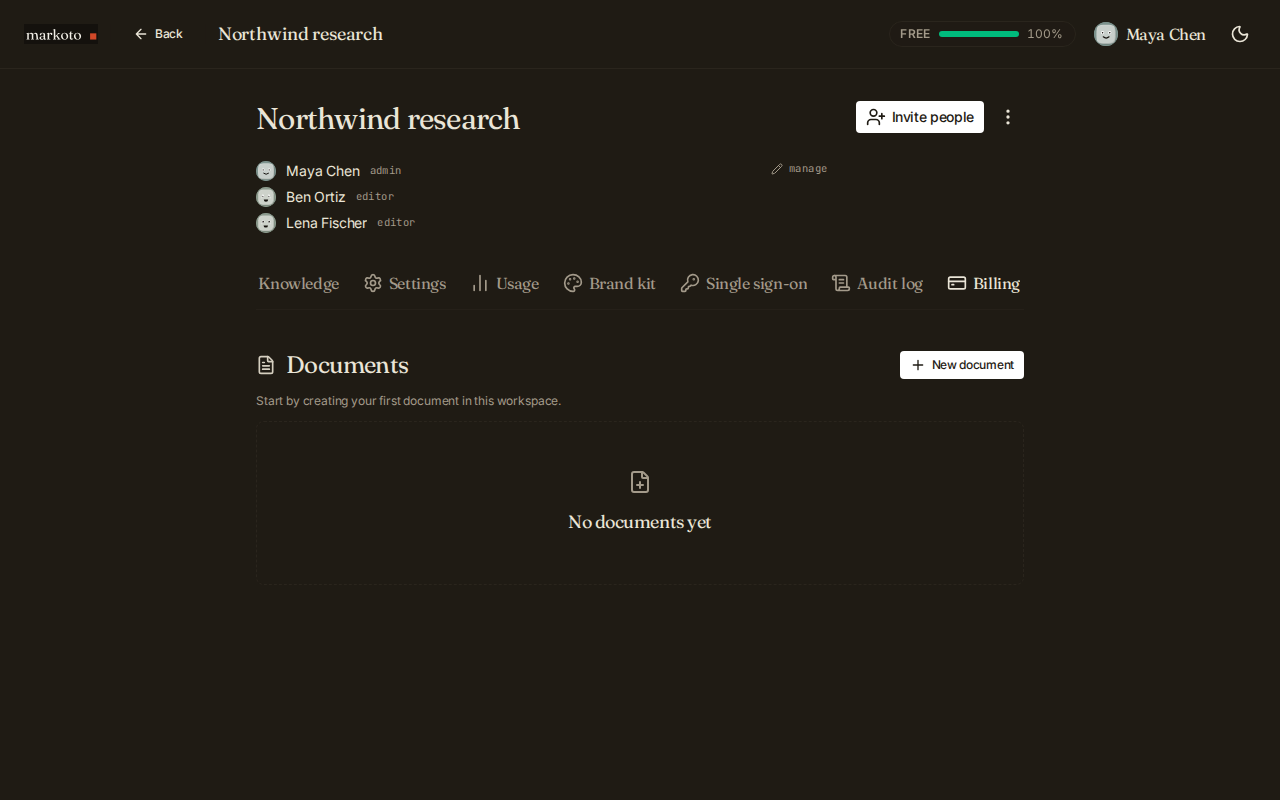 markoto
Back
Northwind research
FREE 100%
Maya Chen
Northwind research
Invite people
Maya Chen admin
manage
Ben Ortiz editor
Lena Fischer editor
Knowledge Settings Usage Brand kit Single sign-on Audit log Billing
Documents
New document
Start by creating your first document in this workspace.
No documents yet